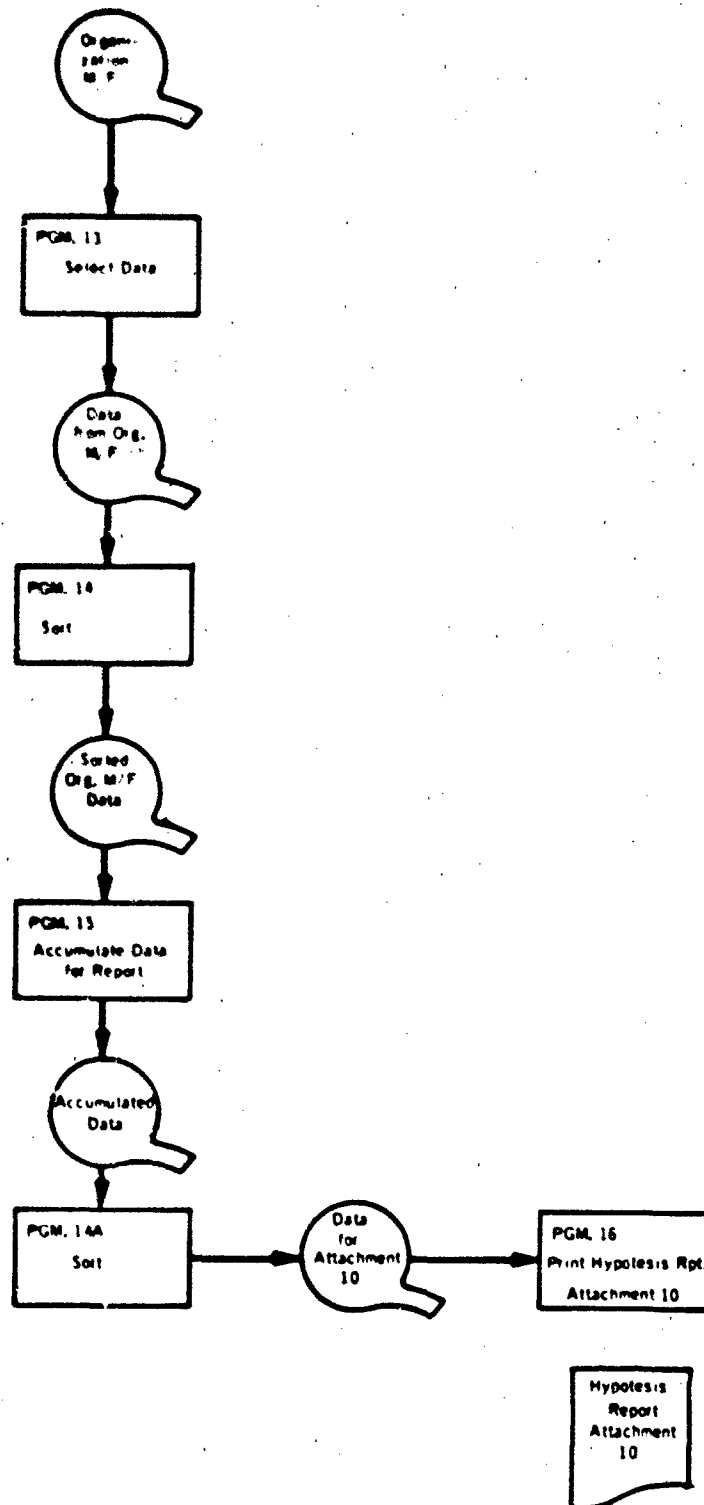 Organi-
zation
M/F
PGM. 13
Select Data
Data
from Org.
M/F
PGM. 14
Sort
Sorted
Org. M/F
Data
PGM. 15
Accumulate Data
for Report
Accumulated
Data
PGM. 14A
Sort
Data
for
Attachment
10
PGM. 16
Print Hypotesis Rpt.
Attachment 10
Hypotesis
Report
Attachment
10